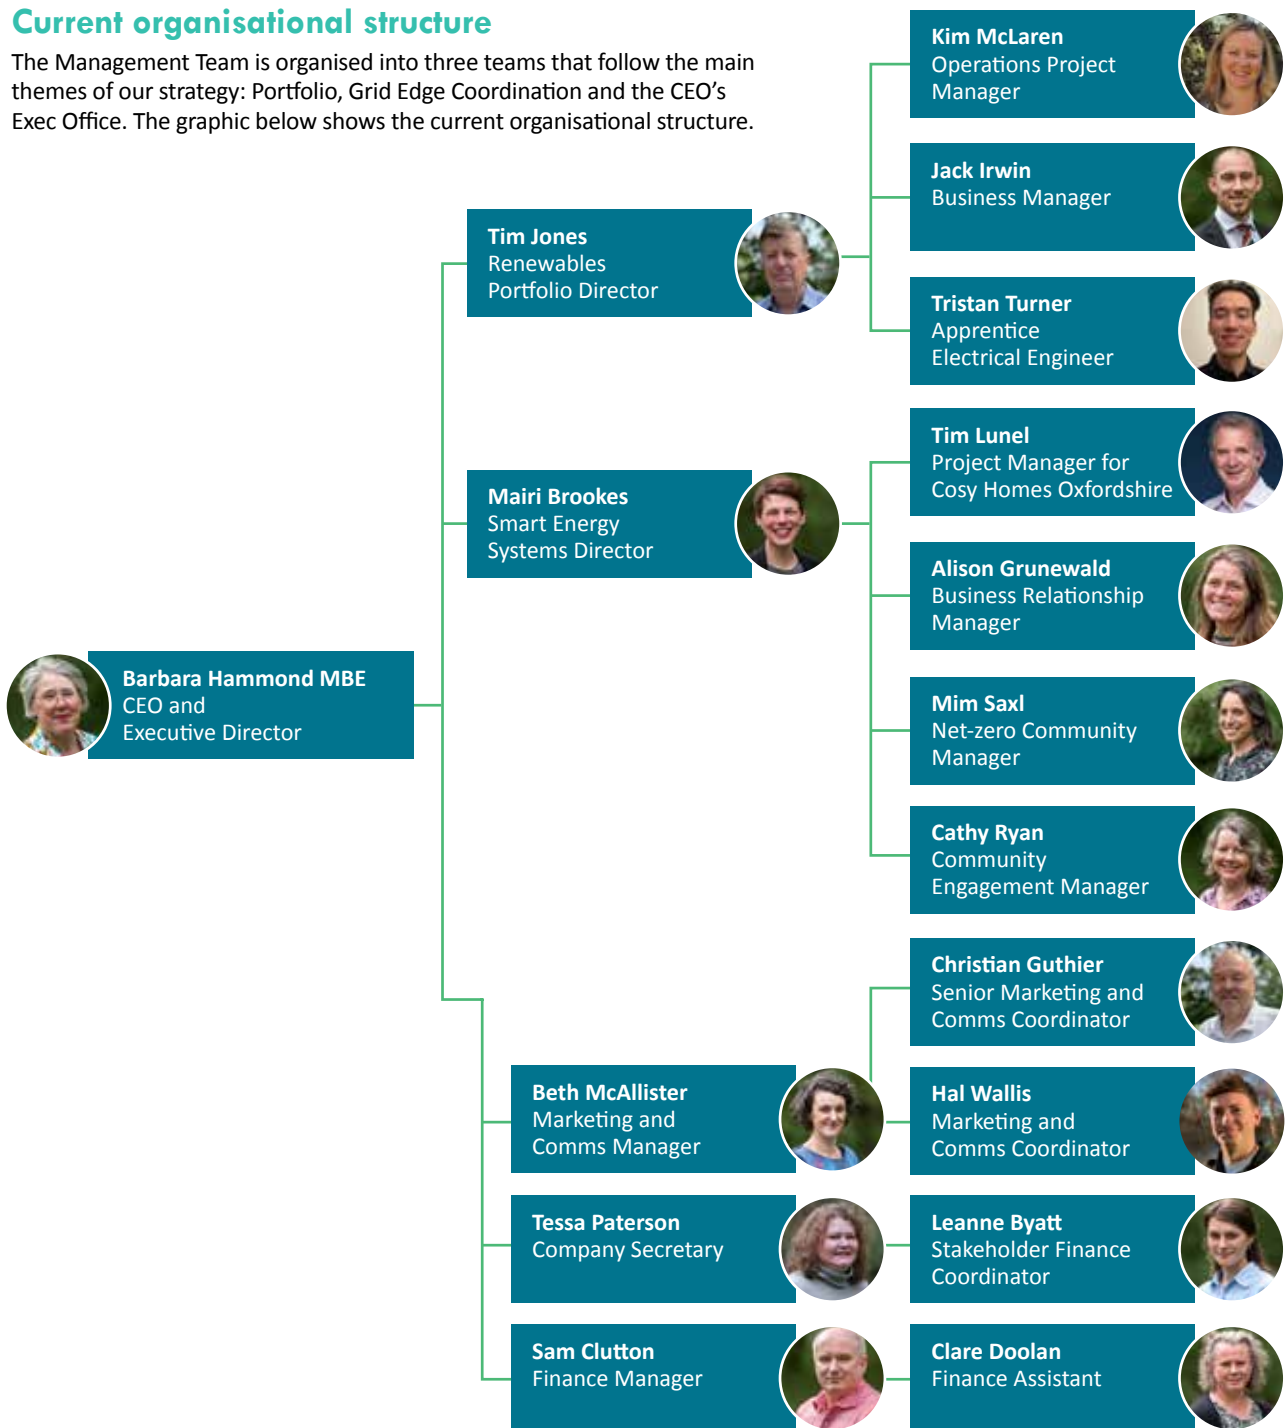 Current organisational structure
The Management Team is organised into three teams that follow the main
themes of our strategy: Portfolio, Grid Edge Coordination and the CEO’s
Exec Office. The graphic below shows the current organisational structure.
Barbara Hammond MBE
CEO and
Executive Director
Tim Jones
Renewables
Portfolio Director
Kim McLaren
Operations Project
Manager
Jack Irwin
Business Manager
Tristan Turner
Apprentice
Electrical Engineer
Mairi Brookes
Smart Energy
Systems Director
Tim Lunel
Project Manager for
Cosy Homes Oxfordshire
Alison Grunewald
Business Relationship
Manager
Mim Saxl
Net-zero Community
Manager
Cathy Ryan
Community
Engagement Manager
Beth McAllister
Marketing and
Comms Manager
Christian Guthier
Senior Marketing and
Comms Coordinator
Hal Wallis
Marketing and
Comms Coordinator
Tessa Paterson
Company Secretary
Leanne Byatt
Stakeholder Finance
Coordinator
Sam Clutton
Finance Manager
Clare Doolan
Finance Assistant